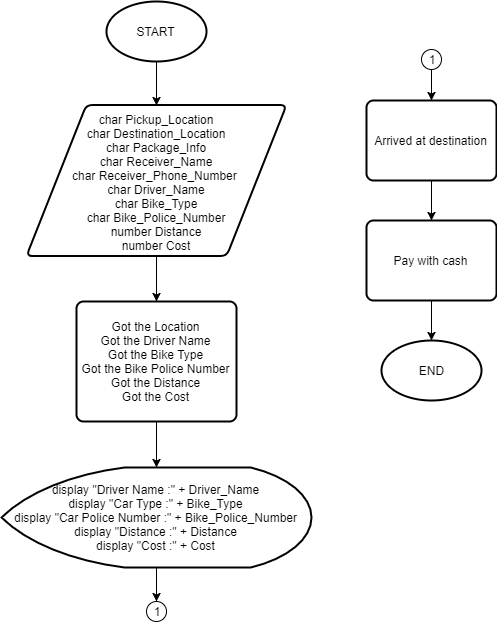 START
char Pickup_Location
char Destination_Location
char Package_Info
char Receiver_Name
char Receiver_Phone_Number
char Driver_Name
char Bike_Type
char Bike_Police_Number
number Distance
number Cost
Got the Location
Got the Driver Name
Got the Bike Type
Got the Bike Police Number
Got the Distance
Got the Cost
display "Driver Name :" + Driver_Name
display "Car Type :" + Bike_Type
display "Car Police Number :" + Bike_Police_Number
display "Distance :" + Distance
display "Cost :" + Cost
1
1
Arrived at destination
Pay with cash
END